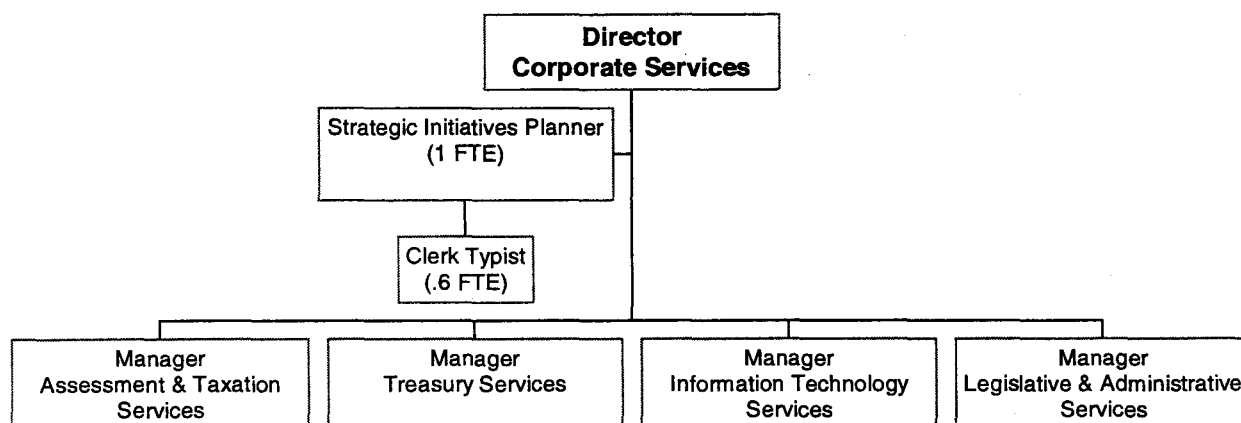 Director
Corporate Services
Strategic Initiatives Planner
(1 FTE)
Clerk Typist
(.6 FTE)
Manager
Assessment & Taxation
Services
Manager
Treasury Services
Manager
Information Technology
Services
Manager
Legislative & Administrative
Services